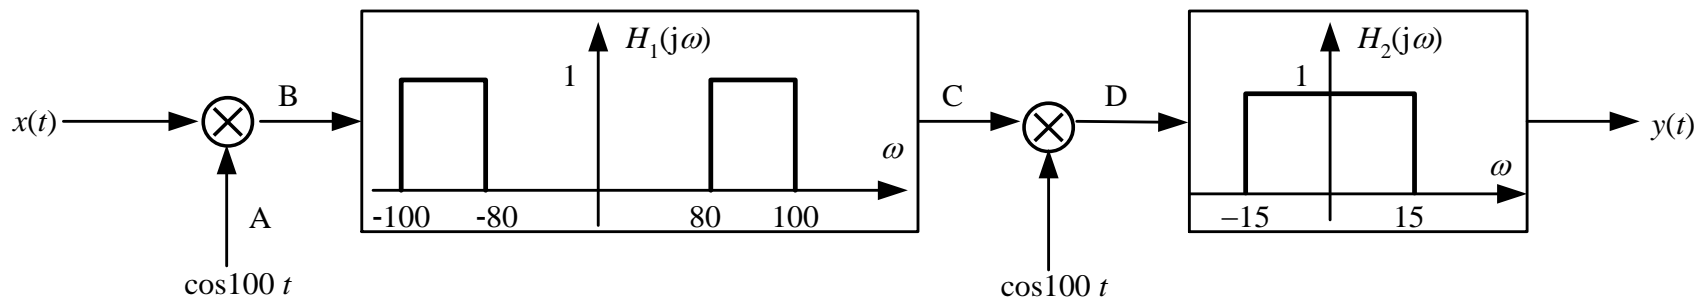 x(t)
B
A
cos100 t
H₁(jω)
1
ω
-100
-80
80
100
C
D
cos100 t
H₂(jω)
1
ω
−15
15
y(t)